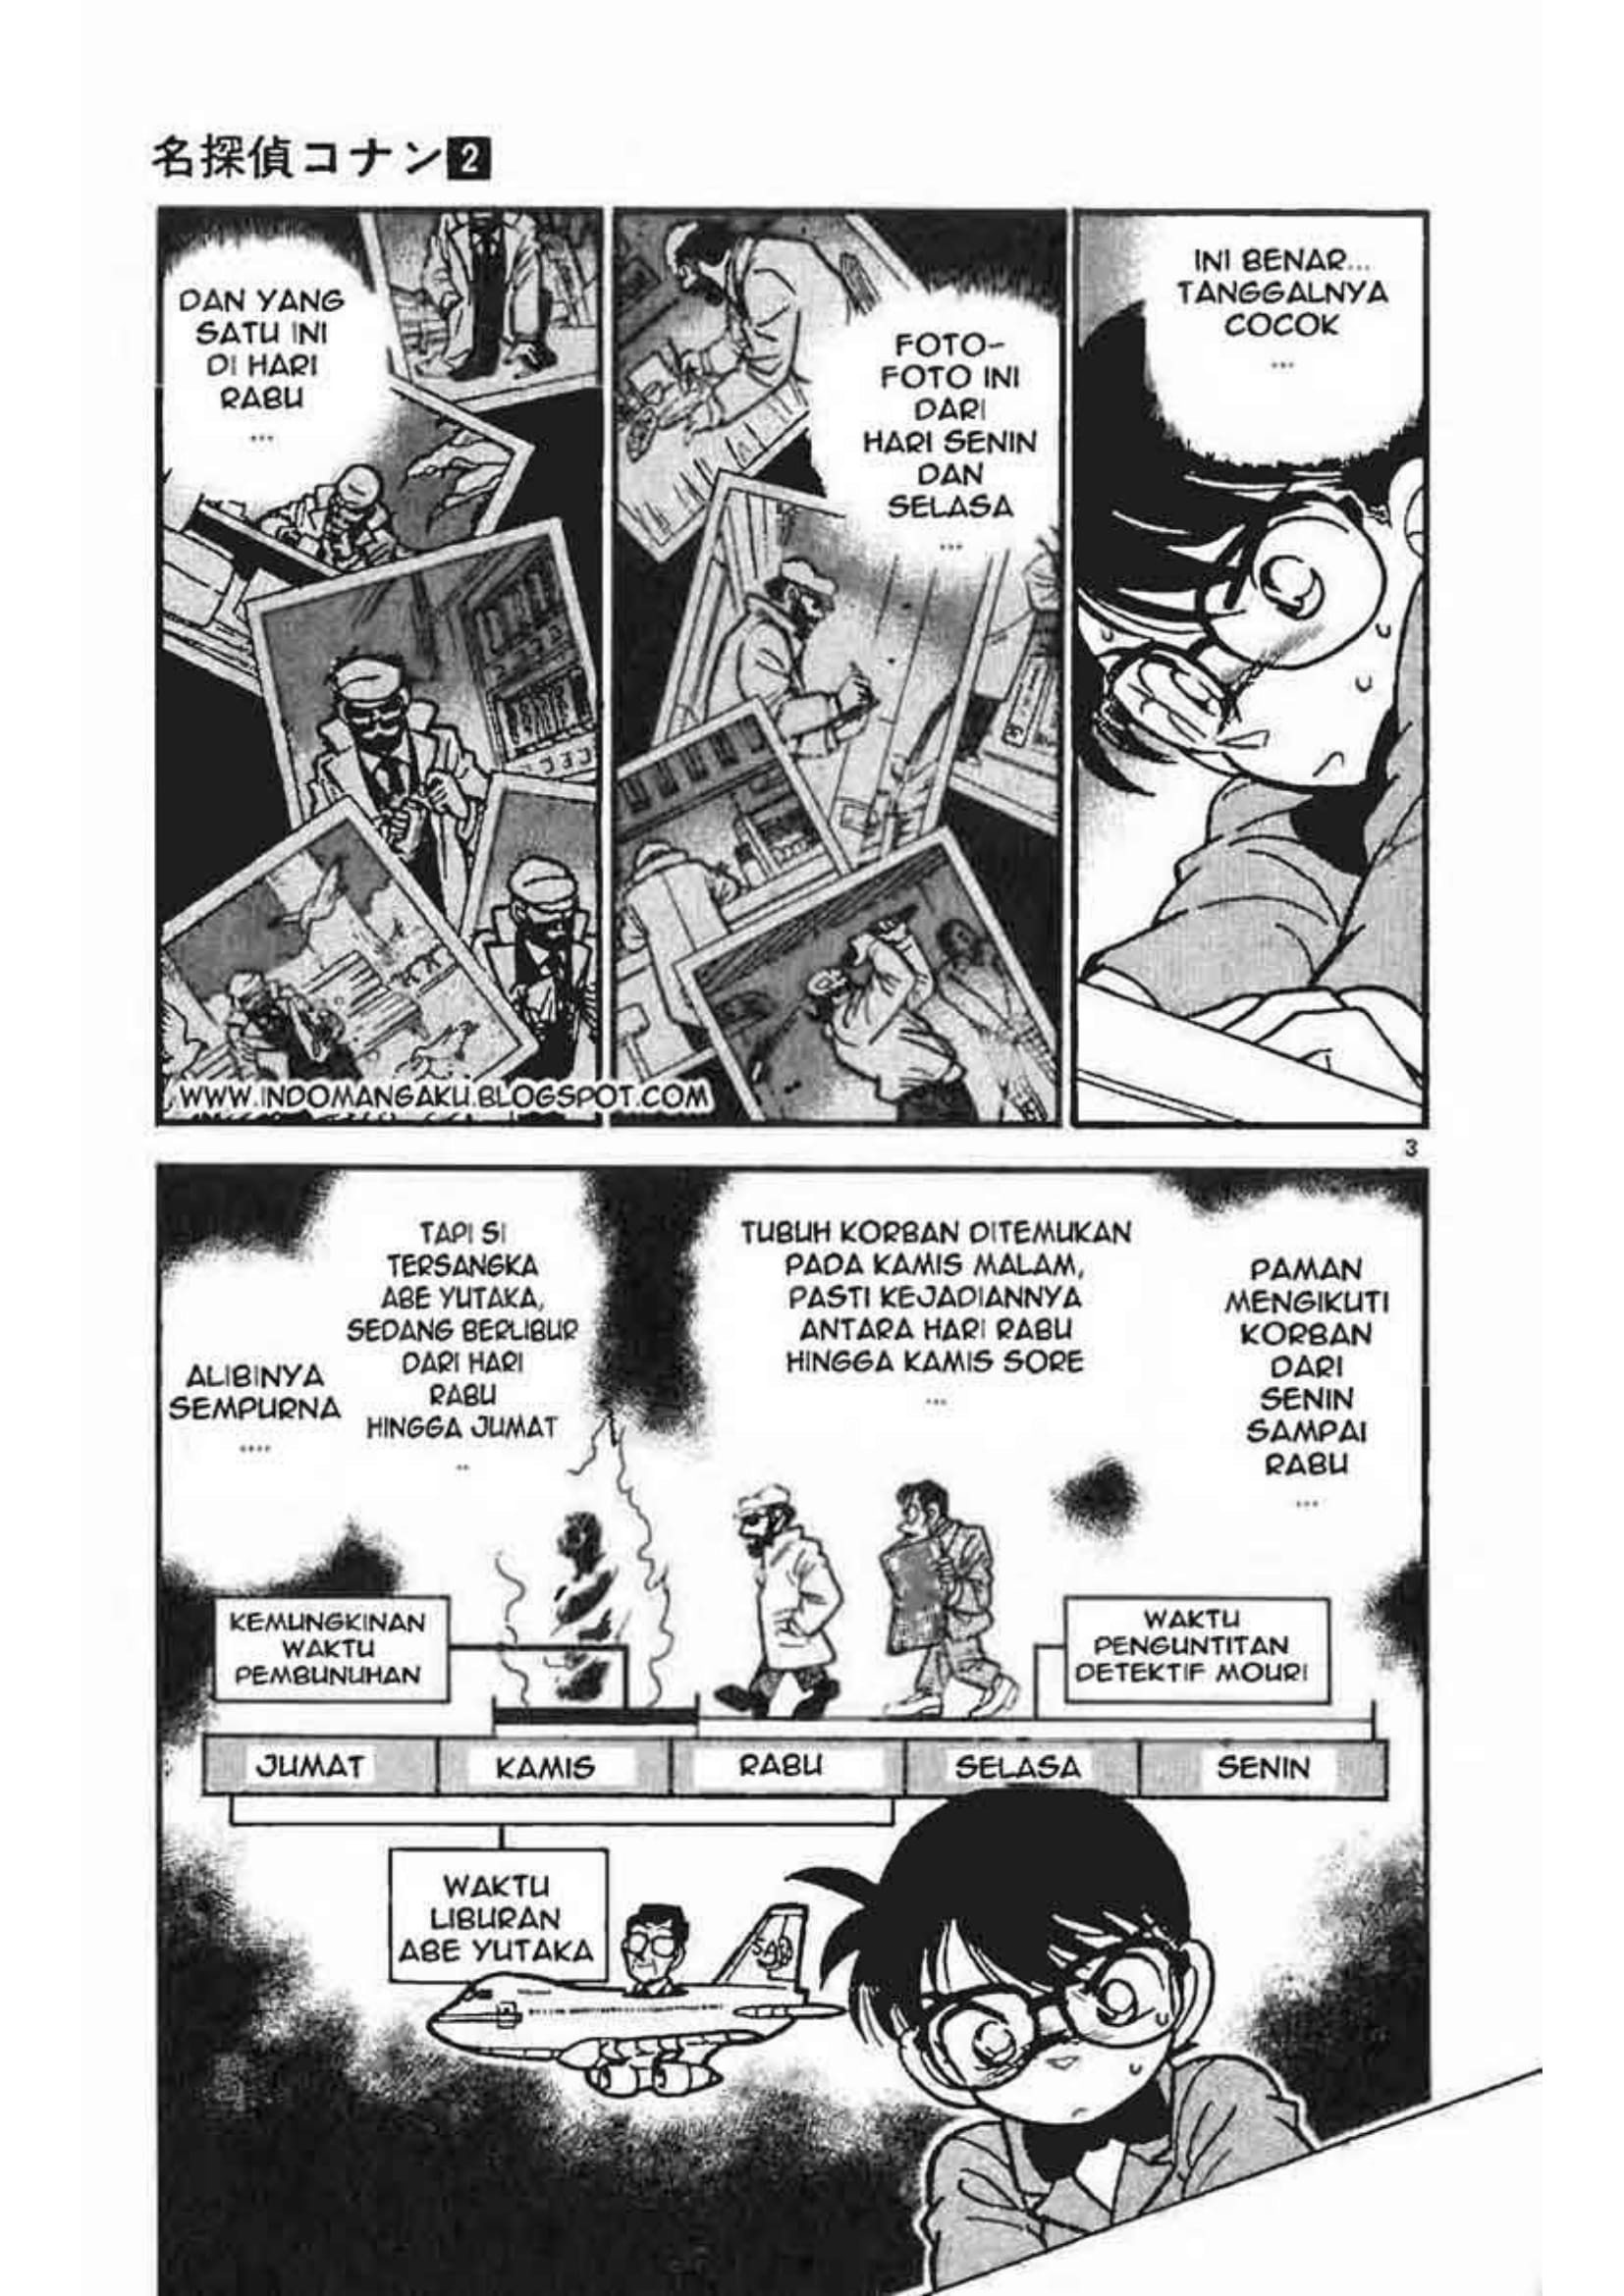 名探偵コナン2
INI BENAR...
TANGGALNYA
COCOK
...
FOTO-
FOTO INI
DARI
HARI SENIN
DAN
SELASA
...
DAN YANG
SATU INI
DI HARI
RABU
...
WWW.INDOMANGAKU.BLOGSPOT.COM
3
PAMAN
MENGIKUTI
KORBAN
DARI
SENIN
SAMPAI
RABU
...
TUBUH KORBAN DITEMUKAN
PADA KAMIS MALAM,
PASTI KEJADIANNYA
ANTARA HARI RABU
HINGGA KAMIS SORE
...
TAPI SI
TERSANGKA
ABE YUTAKA,
SEDANG BERLIBUR
DARI HARI
RABU
HINGGA JUMAT
..
ALIBINYA
SEMPURNA
....
WAKTU
PENGUNTITAN
DETEKTIF MOURI
KEMUNGKINAN
WAKTU
PEMBUNUHAN
JUMAT
KAMIS
RABU
SELASA
SENIN
WAKTU
LIBURAN
ABE YUTAKA